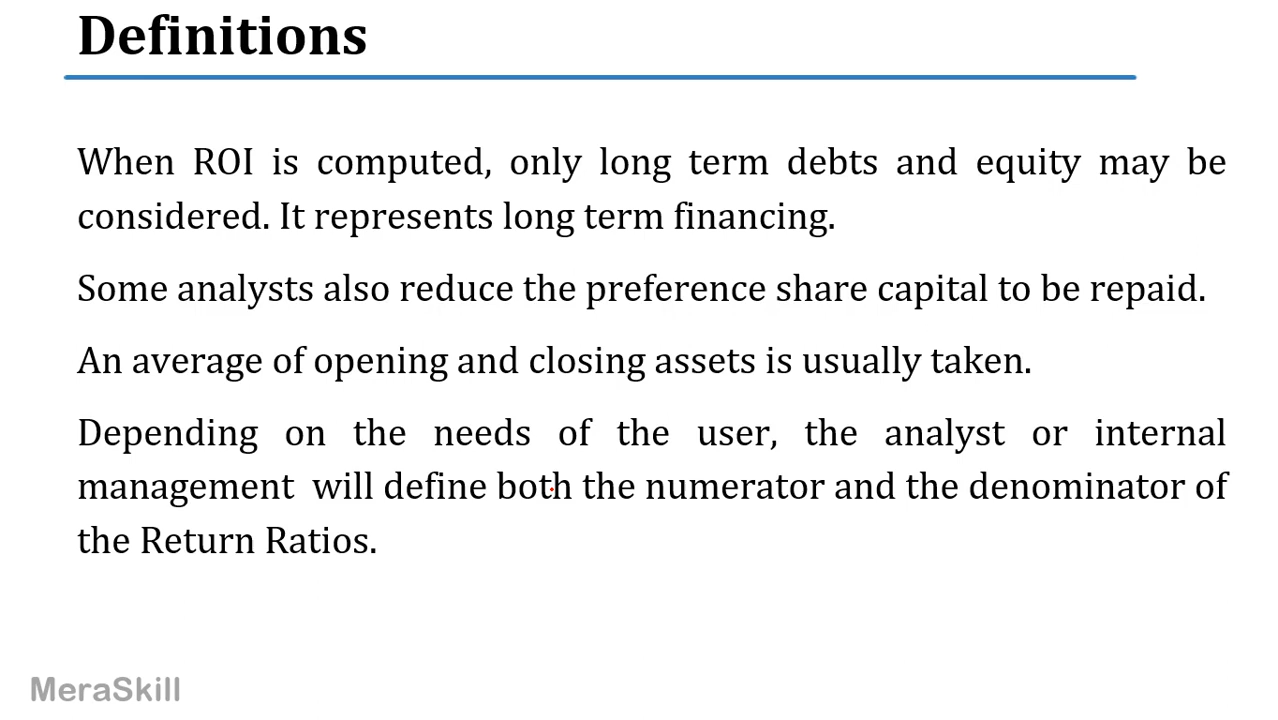 Definitions
When ROI is computed, only long term debts and equity may be
considered. It represents long term financing.
Some analysts also reduce the preference share capital to be repaid.
An average of opening and closing assets is usually taken.
Depending on the needs of the user, the analyst or internal
management will define both the numerator and the denominator of
the Return Ratios.
MeraSkill